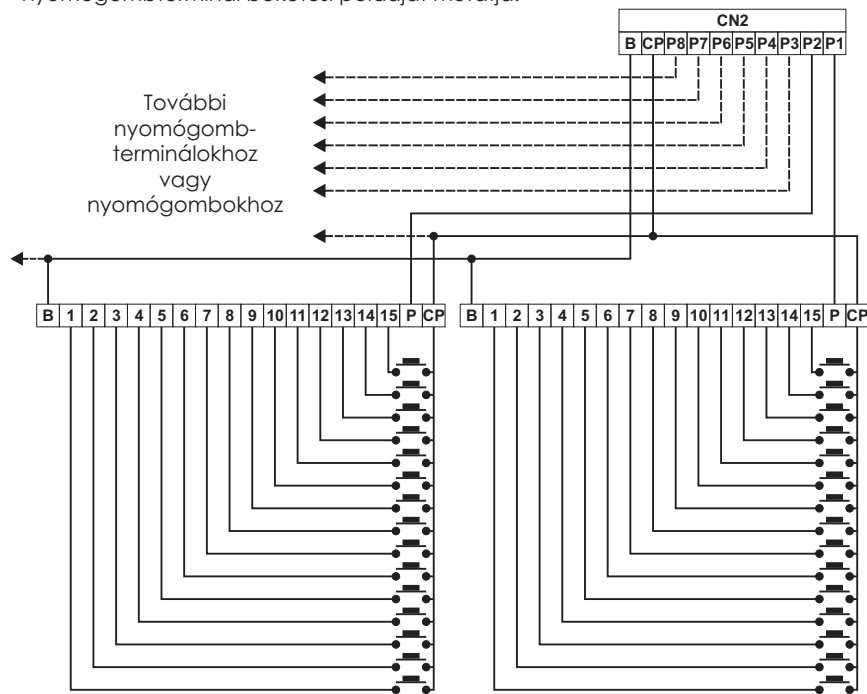 nyomógombterminál bekötési példáját mutatja.
CN2
B CP P8 P7 P6 P5 P4 P3 P2 P1
További
nyomógomb-
terminálokhoz
vagy
nyomógombokhoz
B 1 2 3 4 5 6 7 8 9 10 11 12 13 14 15 P CP
B 1 2 3 4 5 6 7 8 9 10 11 12 13 14 15 P CP